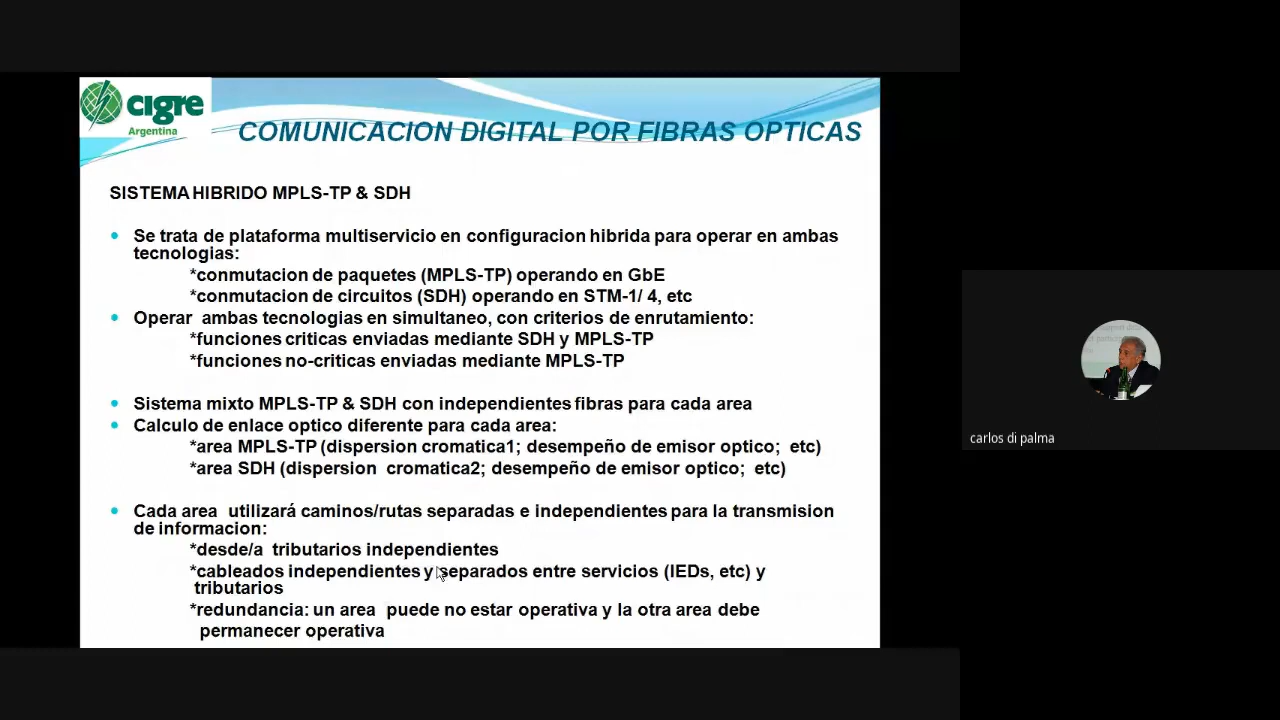 cigre
Argentina
COMUNICACION DIGITAL POR FIBRAS OPTICAS
SISTEMA HIBRIDO MPLS-TP & SDH
• Se trata de plataforma multiservicio en configuracion hibrida para operar en ambas
tecnologias:
*conmutacion de paquetes (MPLS-TP) operando en GbE
*conmutacion de circuitos (SDH) operando en STM-1/ 4, etc
• Operar ambas tecnologias en simultaneo, con criterios de enrutamiento:
*funciones criticas enviadas mediante SDH y MPLS-TP
*funciones no-criticas enviadas mediante MPLS-TP
• Sistema mixto MPLS-TP & SDH con independientes fibras para cada area
• Calculo de enlace optico diferente para cada area:
*area MPLS-TP (dispersion cromatica1; desempeño de emisor optico; etc)
*area SDH (dispersion cromatica2; desempeño de emisor optico; etc)
• Cada area utilizará caminos/rutas separadas e independientes para la transmision
de informacion:
*desde/a tributarios independientes
*cableados independientes y separados entre servicios (IEDs, etc) y
tributarios
*redundancia: un area puede no estar operativa y la otra area debe
permanecer operativa
carlos di palma